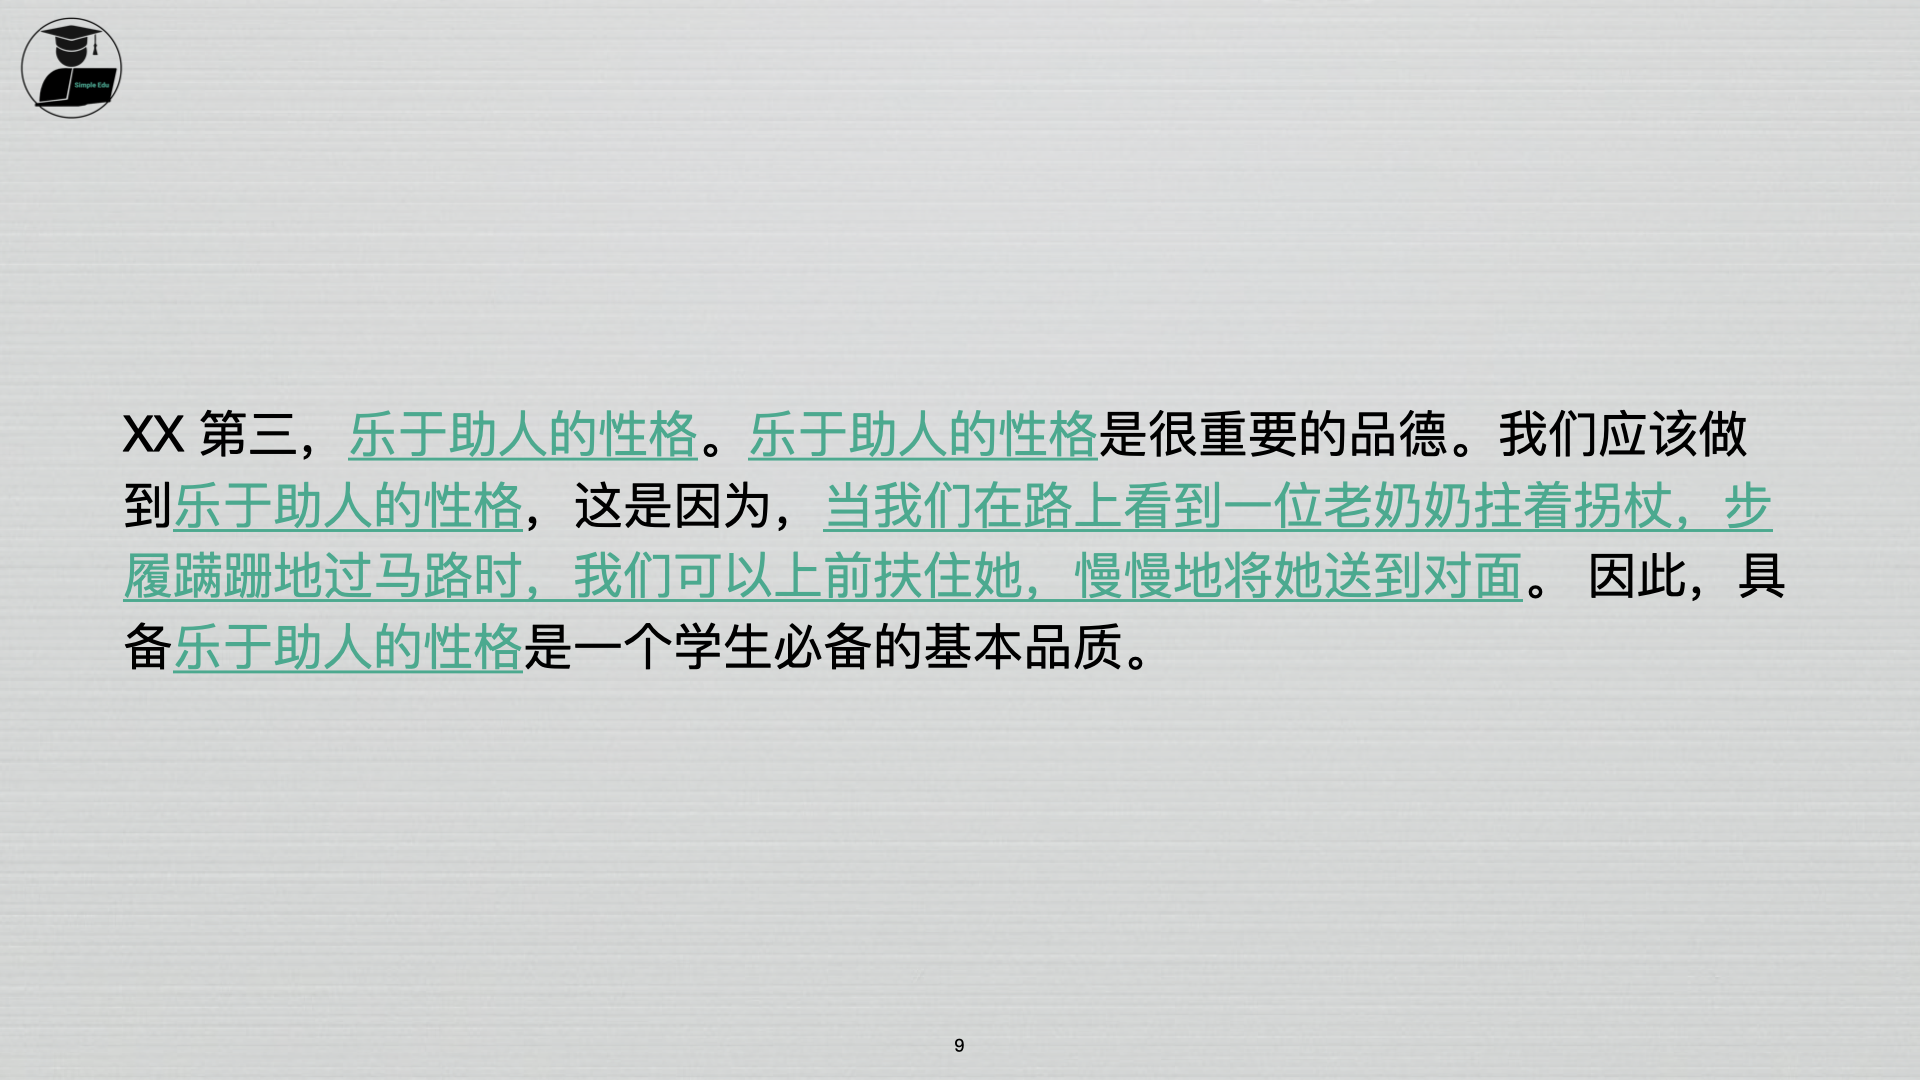 Simple Edu
XX 第三，乐于助人的性格。乐于助人的性格是很重要的品德。我们应该做
到乐于助人的性格，这是因为，当我们在路上看到一位老奶奶拄着拐杖，步
履蹒跚地过马路时，我们可以上前扶住她，慢慢地将她送到对面。 因此，具
备乐于助人的性格是一个学生必备的基本品质。
9